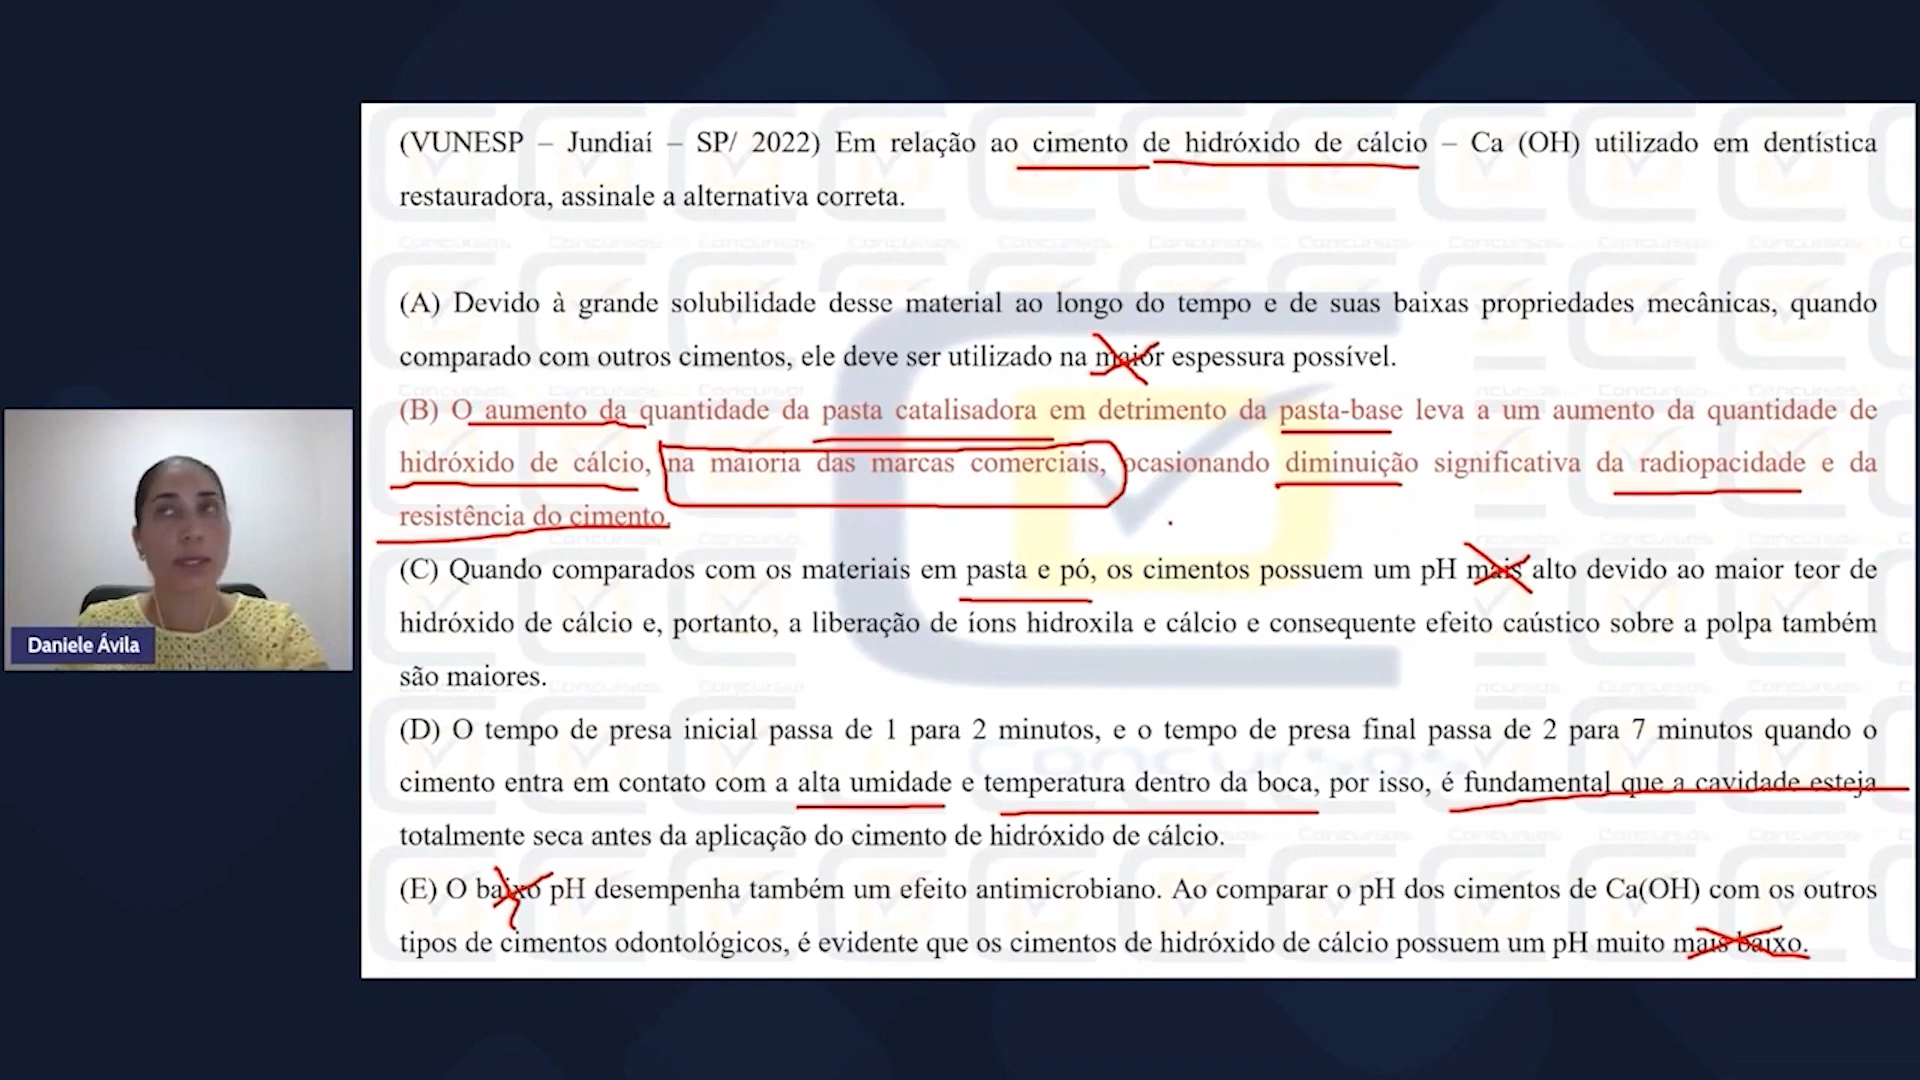 (VUNESP – Jundiaí – SP/ 2022) Em relação ao cimento de hidróxido de cálcio – Ca (OH) utilizado em dentística
restauradora, assinale a alternativa correta.
(A) Devido à grande solubilidade desse material ao longo do tempo e de suas baixas propriedades mecânicas, quando
comparado com outros cimentos, ele deve ser utilizado na maior espessura possível.
(B) O aumento da quantidade da pasta catalisadora em detrimento da pasta-base leva a um aumento da quantidade de
hidróxido de cálcio, na maioria das marcas comerciais, ocasionando diminuição significativa da radiopacidade e da
resistência do cimento.
(C) Quando comparados com os materiais em pasta e pó, os cimentos possuem um pH mais alto devido ao maior teor de
hidróxido de cálcio e, portanto, a liberação de íons hidroxila e cálcio e consequente efeito caústico sobre a polpa também
são maiores.
(D) O tempo de presa inicial passa de 1 para 2 minutos, e o tempo de presa final passa de 2 para 7 minutos quando o
cimento entra em contato com a alta umidade e temperatura dentro da boca, por isso, é fundamental que a cavidade esteja
totalmente seca antes da aplicação do cimento de hidróxido de cálcio.
(E) O baixo pH desempenha também um efeito antimicrobiano. Ao comparar o pH dos cimentos de Ca(OH) com os outros
tipos de cimentos odontológicos, é evidente que os cimentos de hidróxido de cálcio possuem um pH muito mais baixo.
Daniele Ávila